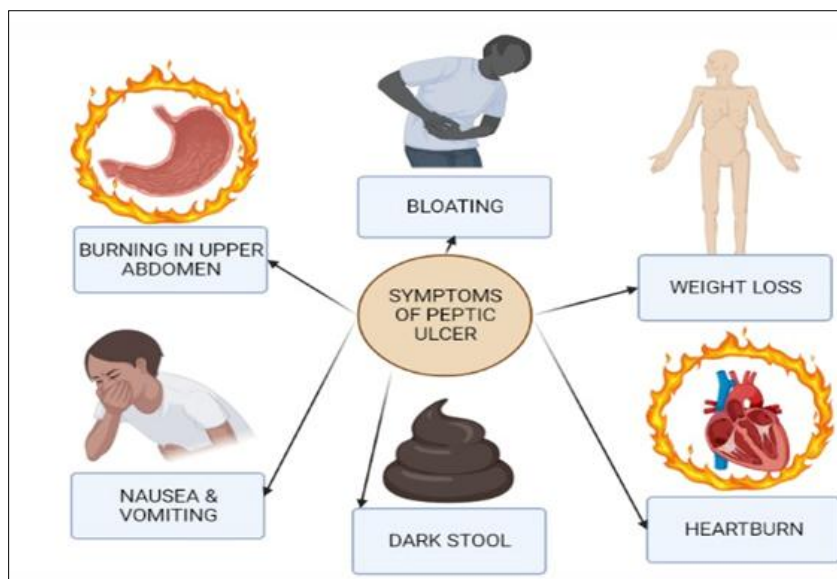 BLOATING
BURNING IN UPPER
ABDOMEN
SYMPTOMS
OF PEPTIC
ULCER
WEIGHT LOSS
NAUSEA &
VOMITING
DARK STOOL
HEARTBURN